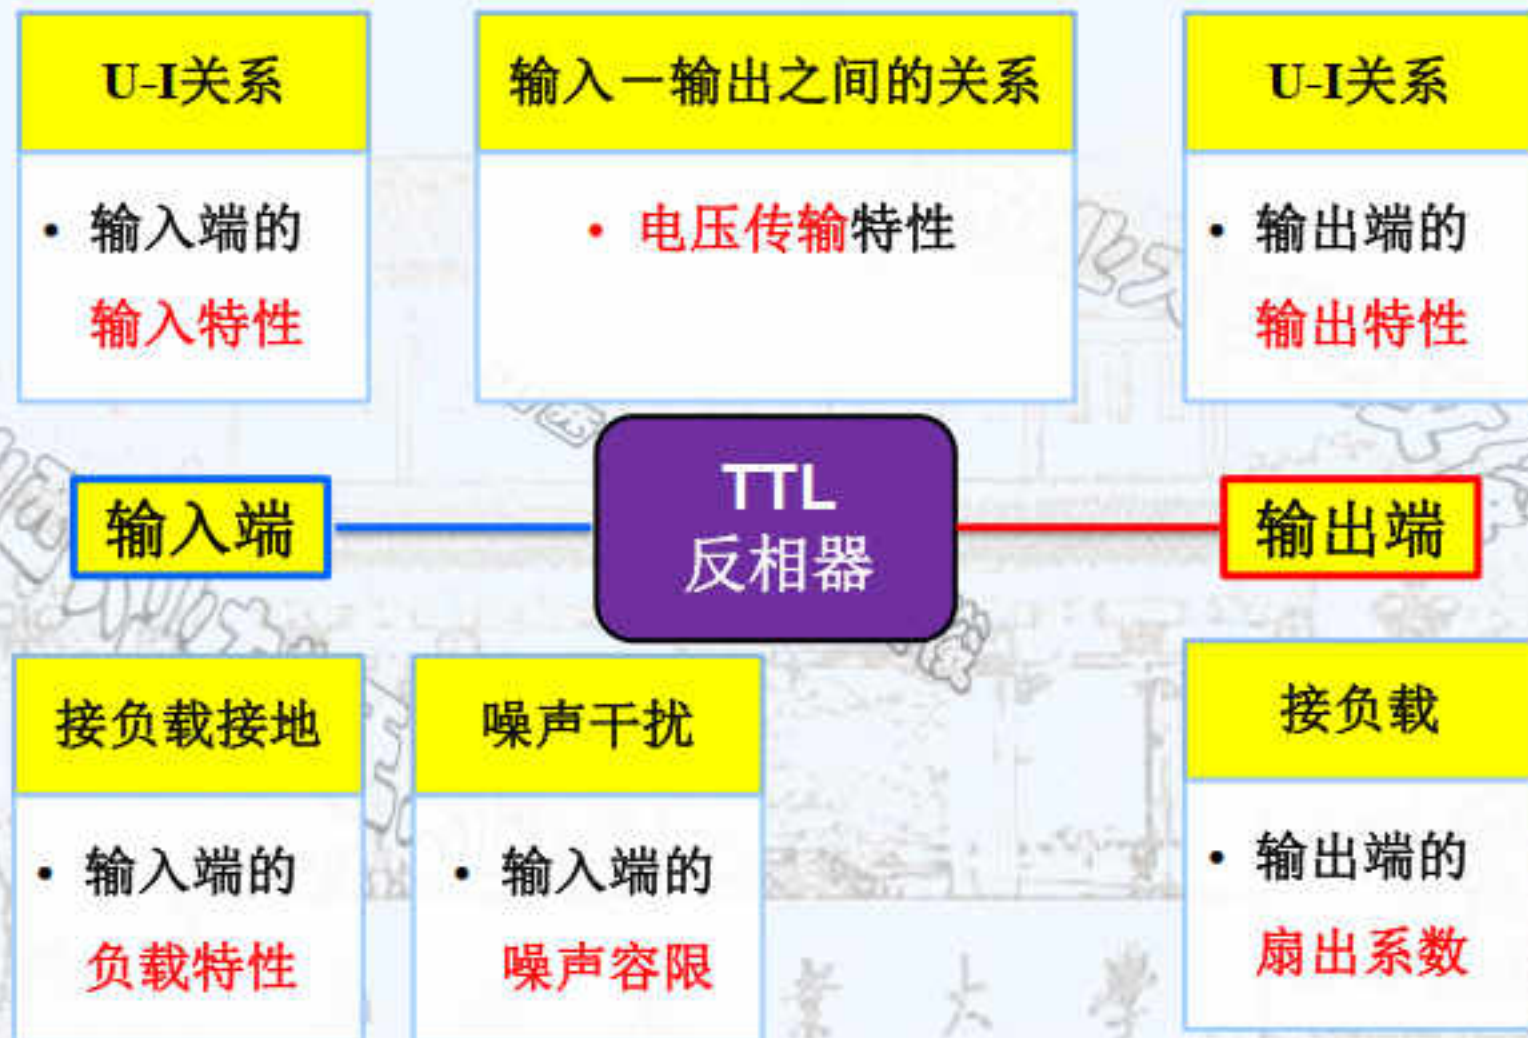 U-I关系
输入－输出之间的关系
U-I关系
• 输入端的
输入特性
• 电压传输特性
• 输出端的
输出特性
输入端
TTL
反相器
输出端
接负载接地
噪声干扰
接负载
• 输入端的
负载特性
• 输入端的
噪声容限
• 输出端的
扇出系数